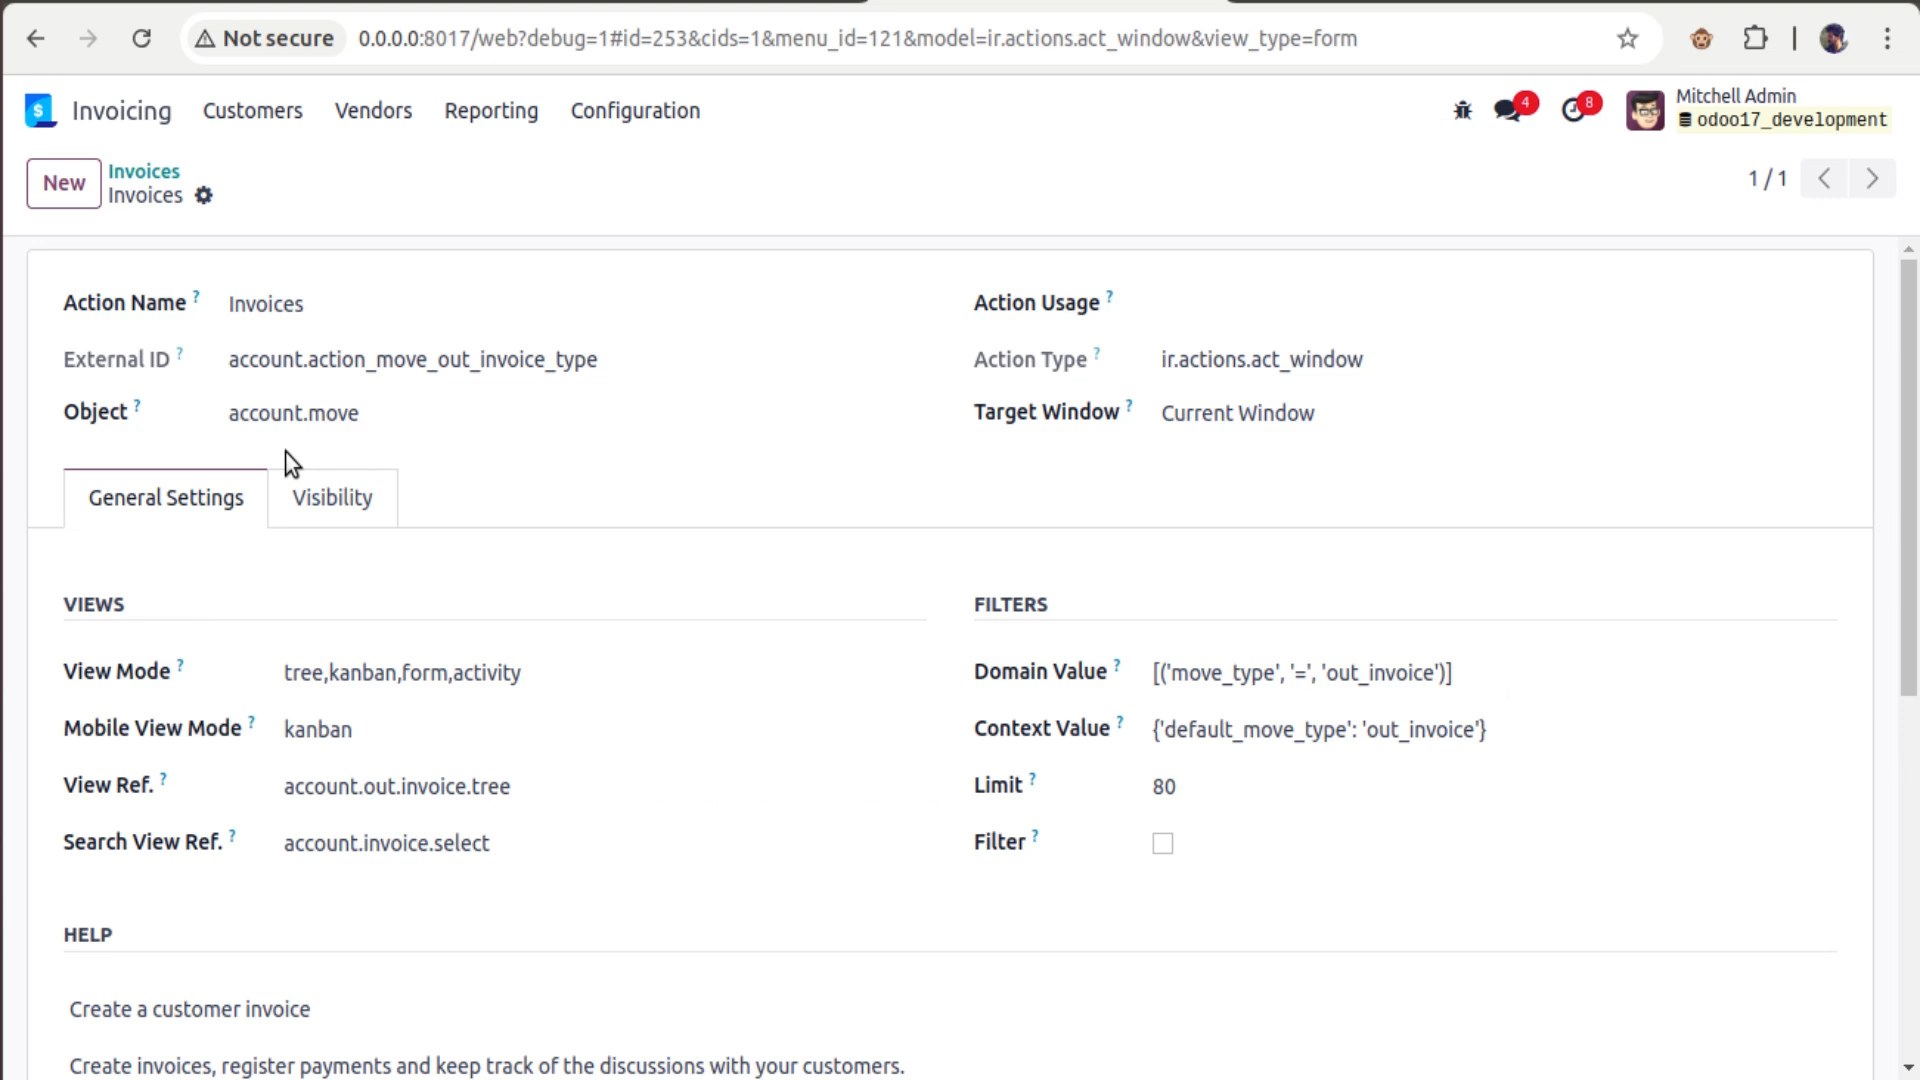 Not secure
0.0.0.0:8017/web?debug=1#id=253&cids=1&menu_id=121&model=ir.actions.act_window&view_type=form
$
Invoicing
Customers
Vendors
Reporting
Configuration
4
8
Mitchell Admin
odoo17_development
New
Invoices
Invoices
1 / 1
Action Name ?
Invoices
Action Usage ?
External ID ?
account.action_move_out_invoice_type
Action Type ?
ir.actions.act_window
Object ?
account.move
Target Window ?
Current Window
General Settings
Visibility
VIEWS
FILTERS
View Mode ?
tree,kanban,form,activity
Domain Value ?
[('move_type', '=', 'out_invoice')]
Mobile View Mode ?
kanban
Context Value ?
{'default_move_type': 'out_invoice'}
View Ref. ?
account.out.invoice.tree
Limit ?
80
Search View Ref. ?
account.invoice.select
Filter ?
HELP
Create a customer invoice
Create invoices, register payments and keep track of the discussions with your customers.